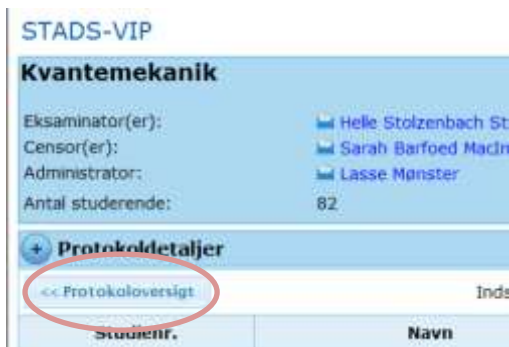 STADS-VIP
Kvantemekanik
Eksaminator(er): Helle Stolzenbach St
Censor(er): Sarah Barfoed MacIn
Administrator: Lasse Mønster
Antal studerende: 82
+ Protokoldetaljer
<< Protokoloversigt Inds
Studienr. Navn